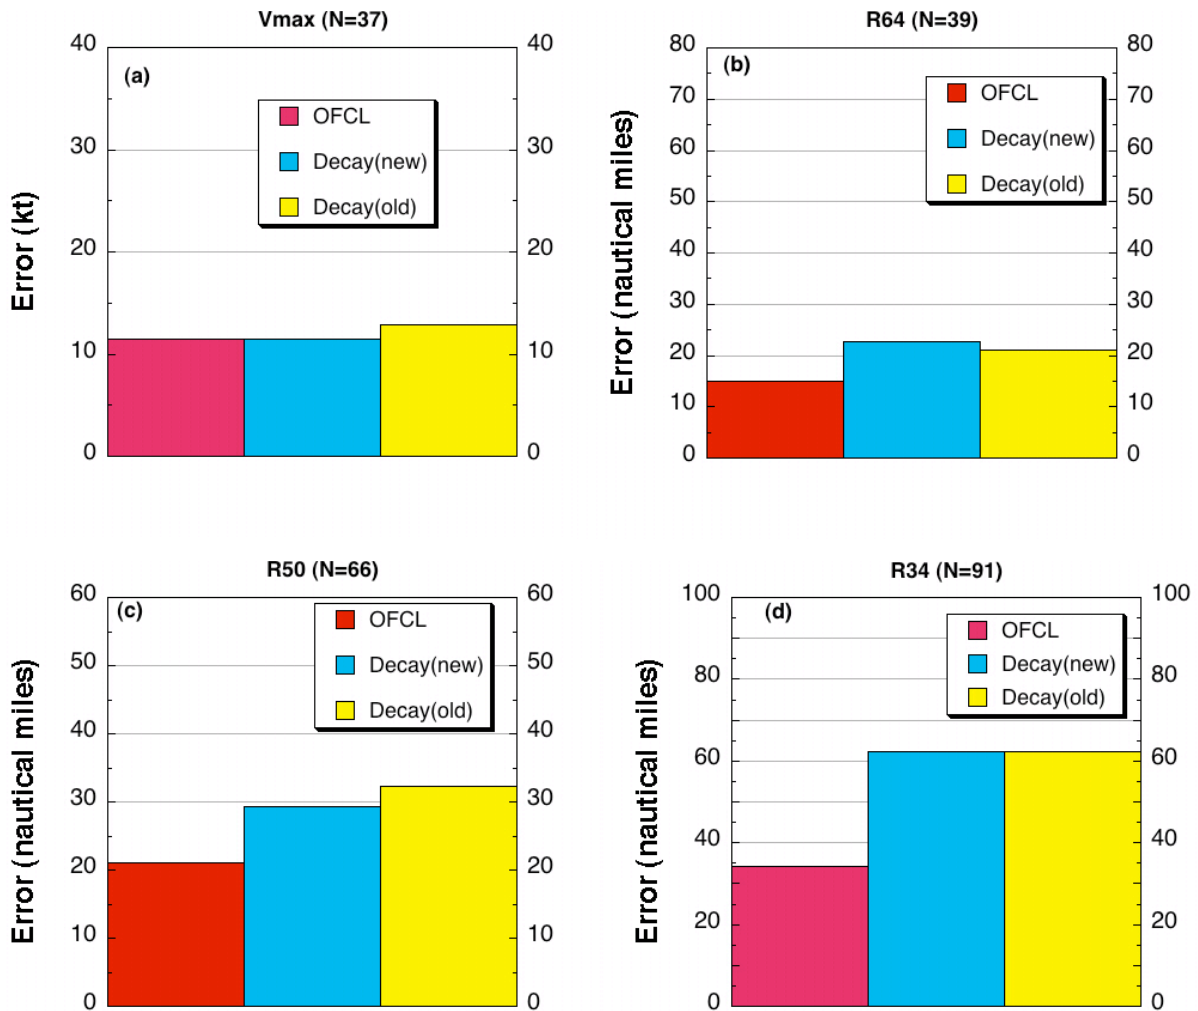 Vmax (N=37)
(a)
OFCL
Decay(new)
Decay(old)
Error (kt)
40
30
20
10
0
40
30
20
10
0
R64 (N=39)
(b)
OFCL
Decay(new)
Decay(old)
Error (nautical miles)
80
70
60
50
40
30
20
10
0
80
70
60
50
40
30
20
10
0
R50 (N=66)
(c)
OFCL
Decay(new)
Decay(old)
Error (nautical miles)
60
50
40
30
20
10
0
60
50
40
30
20
10
0
R34 (N=91)
(d)
OFCL
Decay(new)
Decay(old)
Error (nautical miles)
100
80
60
40
20
0
100
80
60
40
20
0